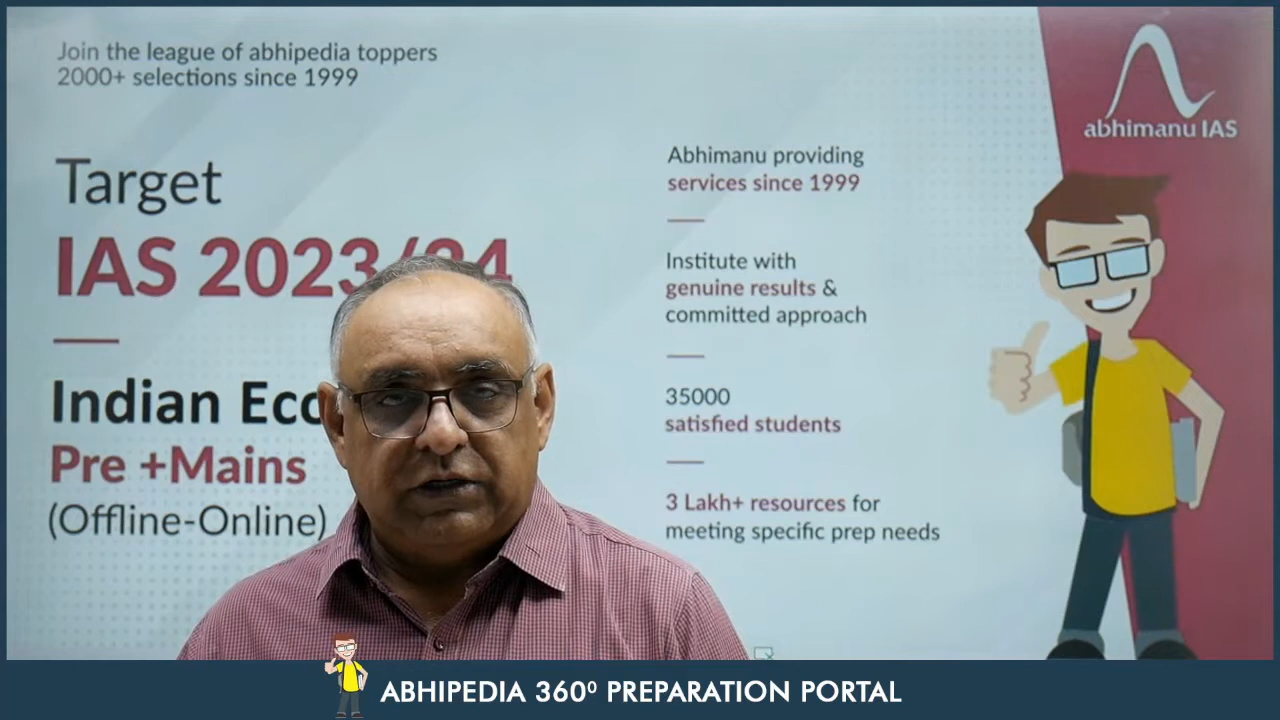 Join the league of abhipedia toppers
2000+ selections since 1999
Target
IAS 2023/24
Indian Eco
Pre +Mains
(Offline-Online)
Abhimanu providing
services since 1999
Institute with
genuine results &
committed approach
35000
satisfied students
3 Lakh+ resources for
meeting specific prep needs
abhimanu IAS
ABHIPEDIA 360º PREPARATION PORTAL